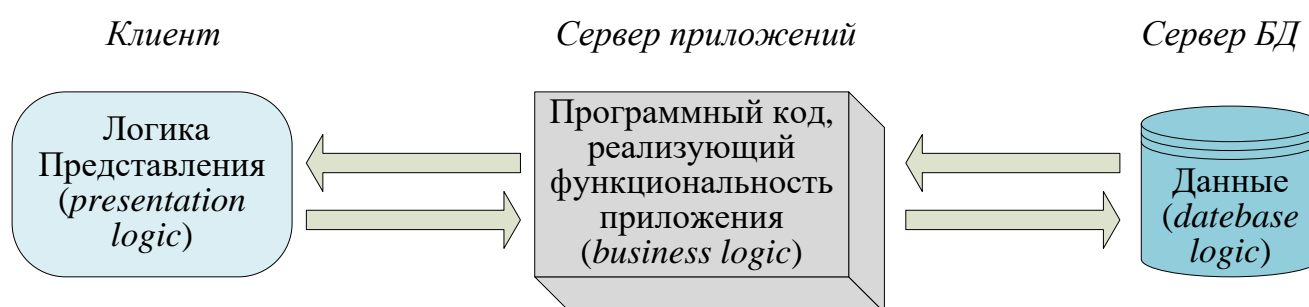 Клиент
Сервер приложений
Сервер БД
Логика
Представления
(presentation
logic)
Программный код,
реализующий
функциональность
приложения
(business logic)
Данные
(datebase
logic)